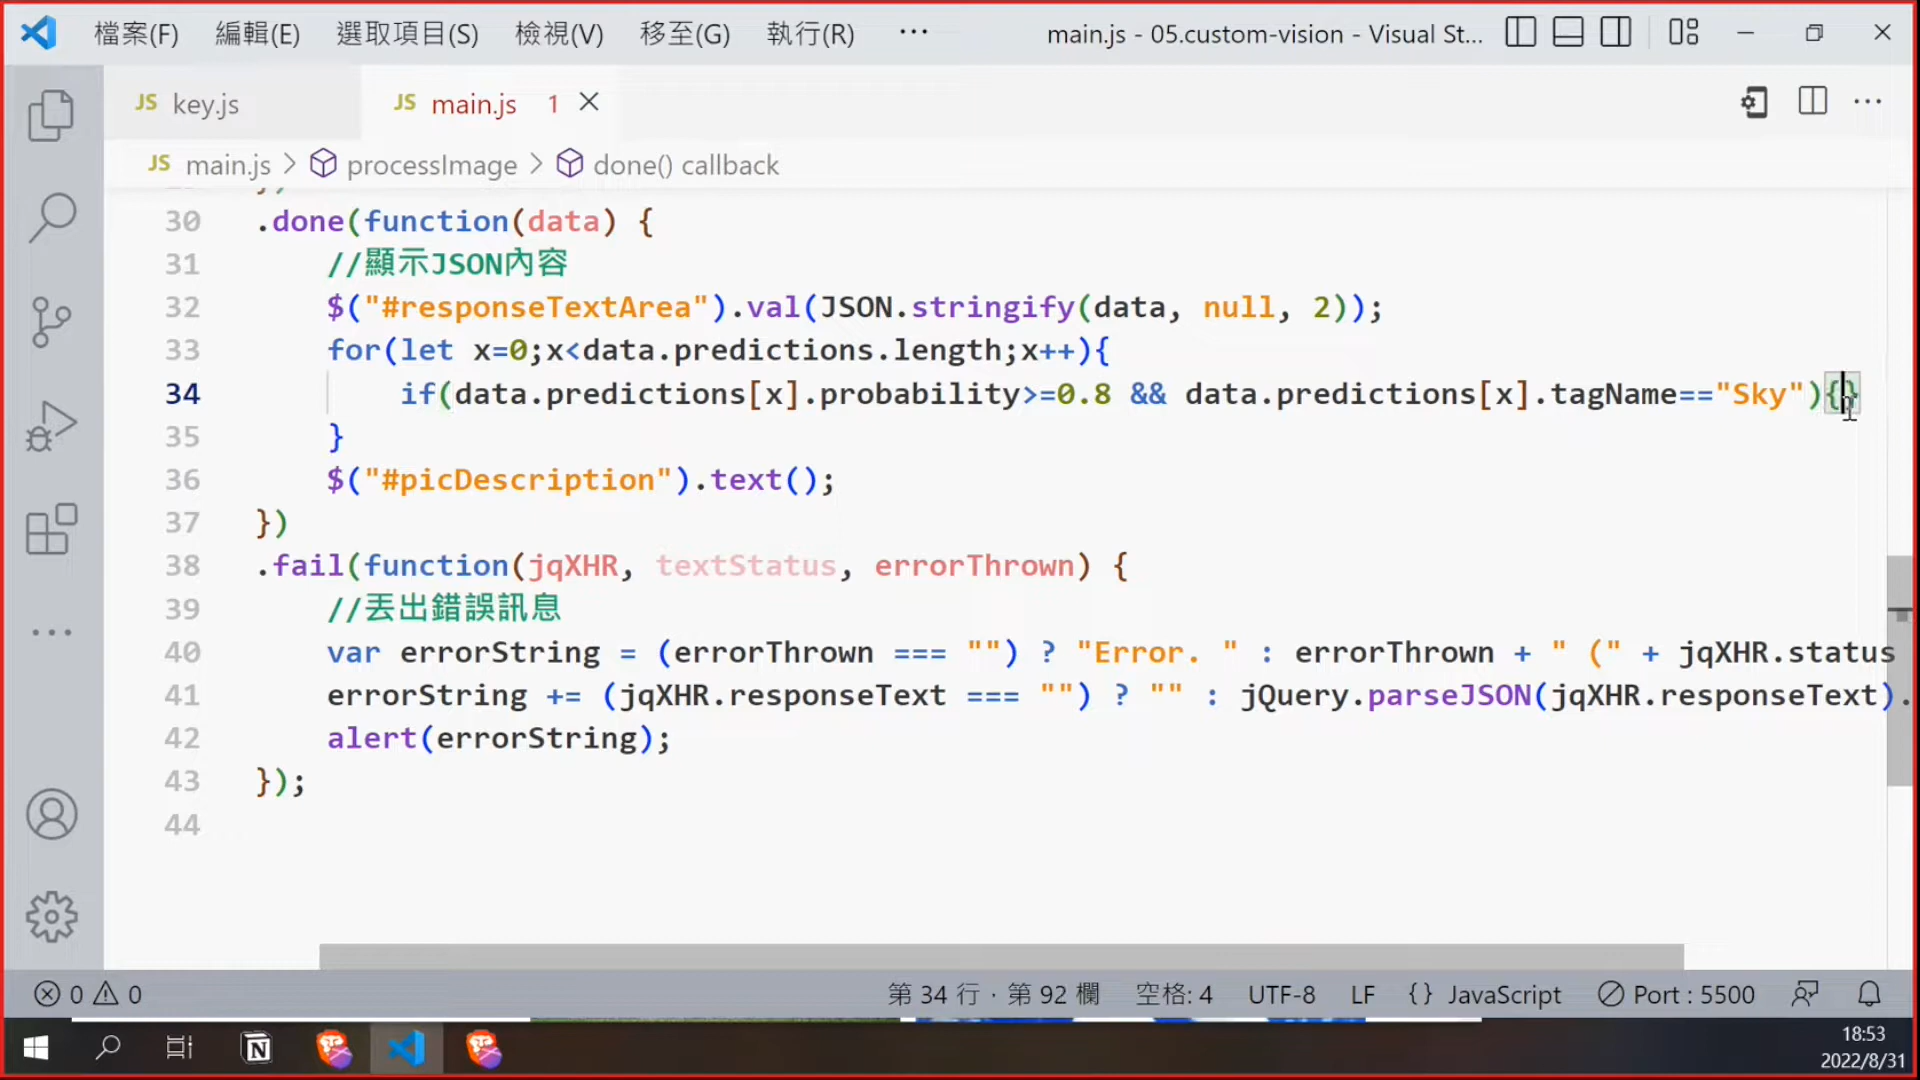 檔案(F) 編輯(E) 選取項目(S) 檢視(V) 移至(G) 執行(R) ··· main.js - 05.custom-vision - Visual St...
JS key.js JS main.js 1
JS main.js > processImage > done() callback
30 .done(function(data) {
31 //顯示JSON內容
32 $("#responseTextArea").val(JSON.stringify(data, null, 2));
33 for(let x=0;x<data.predictions.length;x++){
34 if(data.predictions[x].probability>=0.8 && data.predictions[x].tagName=="Sky"){}
35 }
36 $("#picDescription").text();
37 })
38 .fail(function(jqXHR, textStatus, errorThrown) {
39 //丟出錯誤訊息
40 var errorString = (errorThrown === "") ? "Error. " : errorThrown + " (" + jqXHR.status
41 errorString += (jqXHR.responseText === "") ? "" : jQuery.parseJSON(jqXHR.responseText).
42 alert(errorString);
43 });
44
0 0 第 34 行，第 92 欄 空格: 4 UTF-8 LF {} JavaScript Port : 5500
18:53
2022/8/31